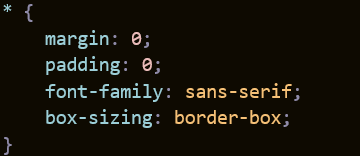 * {
    margin: 0;
    padding: 0;
    font-family: sans-serif;
    box-sizing: border-box;
}